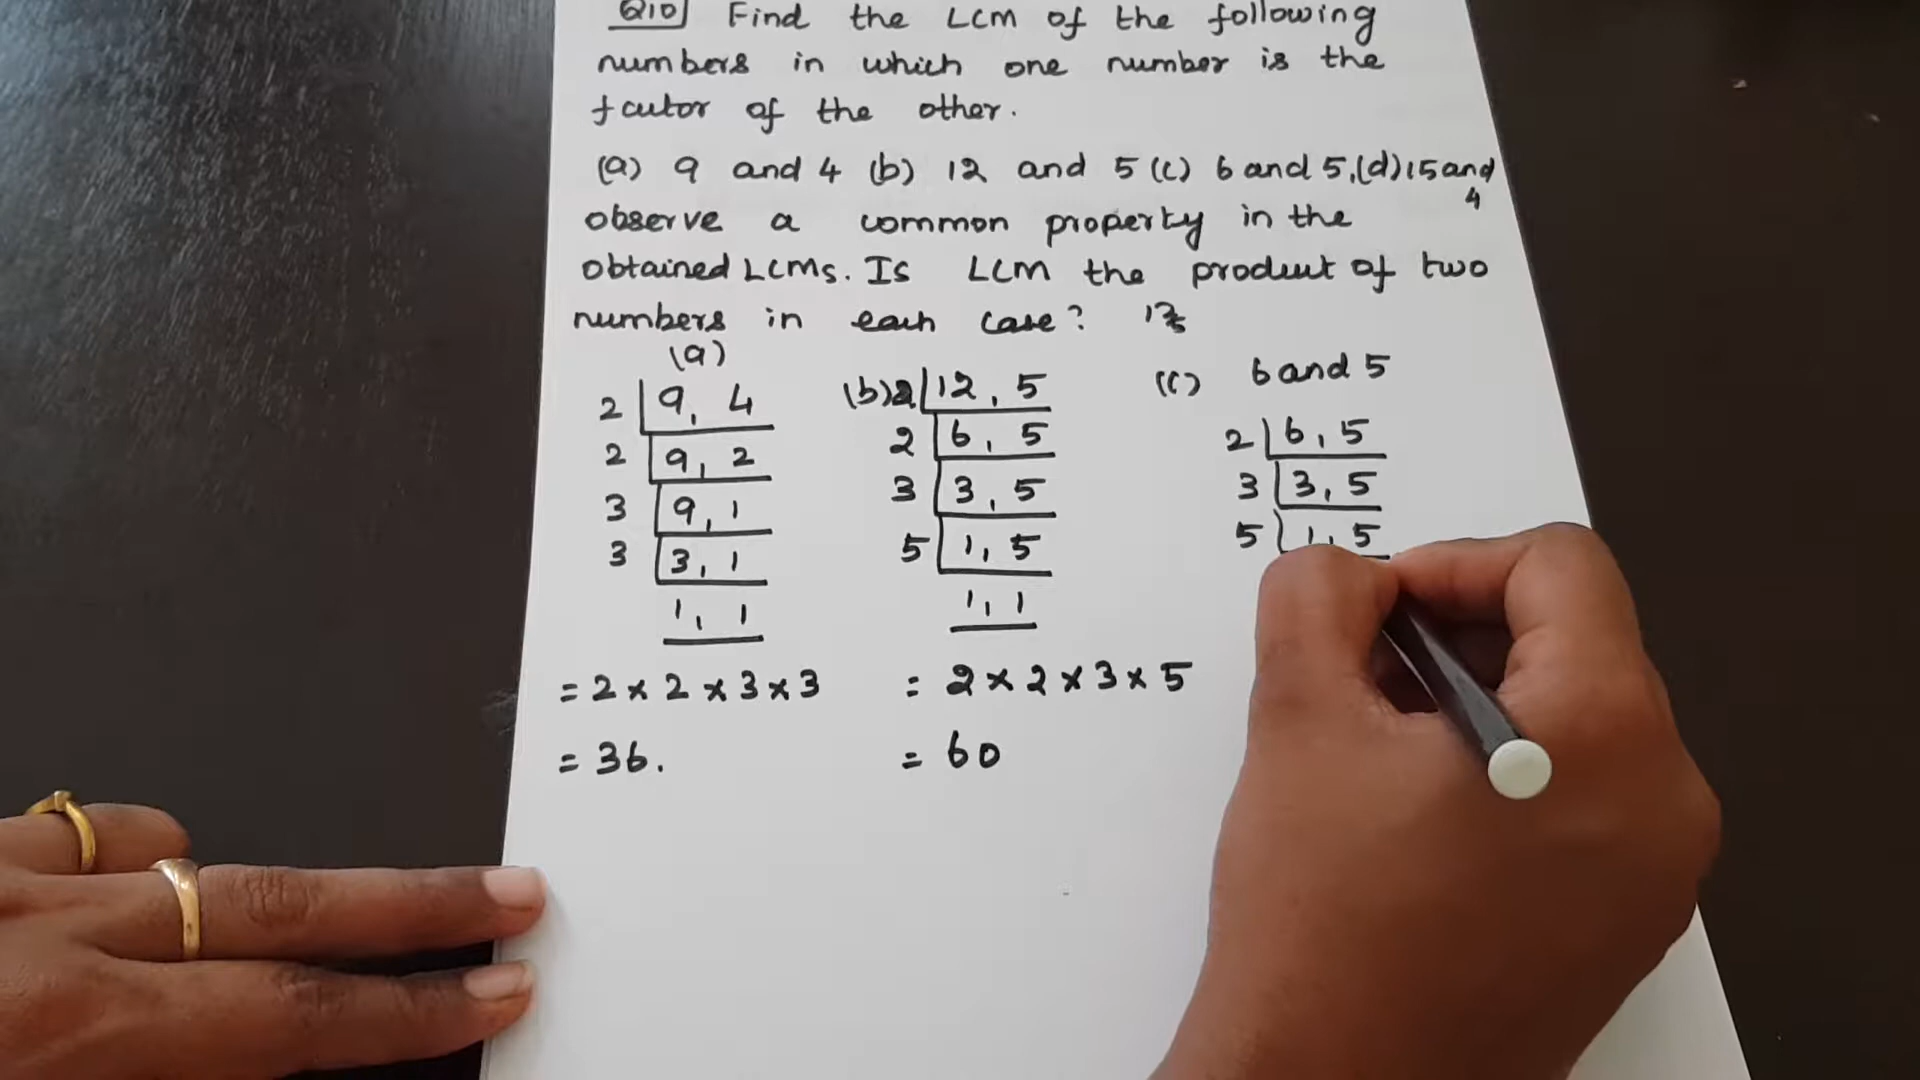 Q10 Find the LCM of the following
numbers in which one number is the
factor of the other.
(a) 9 and 4 (b) 12 and 5 (c) 6 and 5, (d) 15 and
4
observe a common property in the
obtained LCMs. Is LCM the product of two
numbers in each case?
(a)
2 9, 4
2 9, 2
3 9, 1
3 3, 1
1, 1
= 2 × 2 × 3 × 3
= 36.
(b) 2 12, 5
2 6, 5
3 3, 5
5 1, 5
1, 1
= 2 × 2 × 3 × 5
= 60
(c) 6 and 5
2 6, 5
3 3, 5
5 1, 5